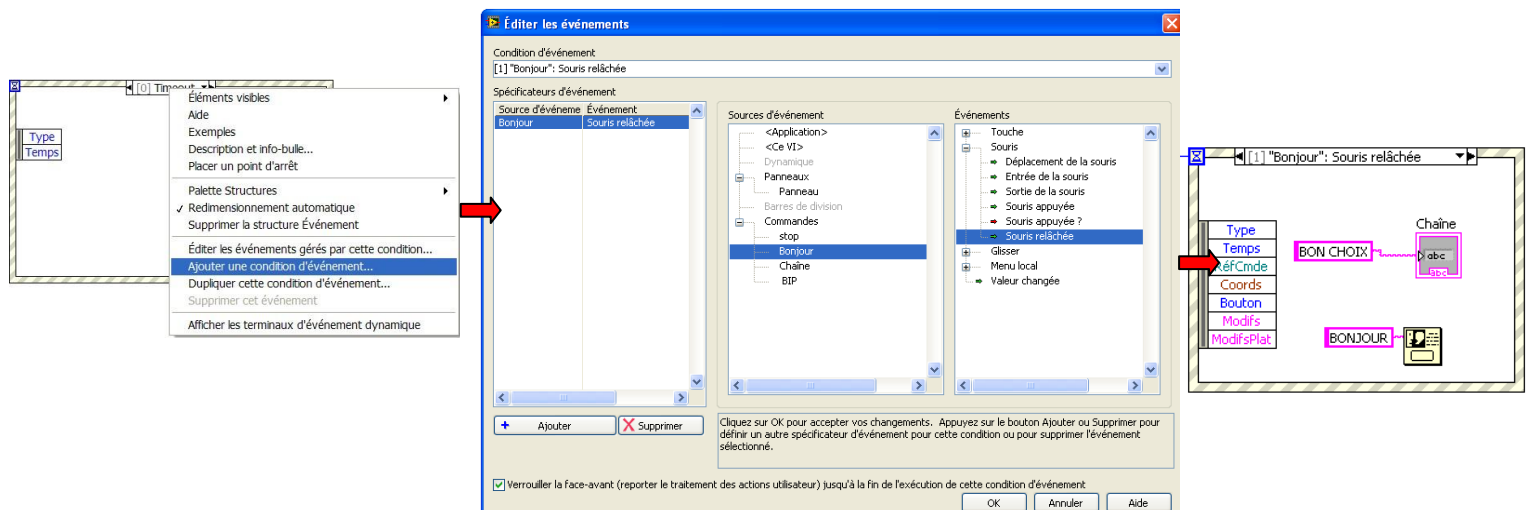 [0] Timeout
Type
Temps
Éléments visibles
Aide
Exemples
Description et info-bulle...
Placer un point d'arrêt
Palette Structures
✓ Redimensionnement automatique
Supprimer la structure Événement
Éditer les événements gérés par cette condition...
Ajouter une condition d'événement...
Dupliquer cette condition d'événement...
Supprimer cet événement
Afficher les terminaux d'événement dynamique
Éditer les événements
Condition d'événement
[1] "Bonjour": Souris relâchée
Spécificateurs d'événement
Source d'événeme Événement
Bonjour Souris relâchée
+ Ajouter
X Supprimer
Sources d'événement
<Application>
<Ce VI>
Dynamique
Panneaux
Panneau
Barres de division
Commandes
stop
Bonjour
Chaîne
BIP
Événements
Touche
Souris
Déplacement de la souris
Entrée de la souris
Sortie de la souris
Souris appuyée
Souris appuyée ?
Souris relâchée
Glisser
Menu local
Valeur changée
Cliquez sur OK pour accepter vos changements. Appuyez sur le bouton Ajouter ou Supprimer pour
définir un autre spécificateur d'événement pour cette condition ou pour supprimer l'événement
sélectionné.
Verrouiller la face-avant (reporter le traitement des actions utilisateur) jusqu'à la fin de l'exécution de cette condition d'événement
OK Annuler Aide
[1] "Bonjour": Souris relâchée
Type
Temps
RéfCmde
Coords
Bouton
Modifs
ModifsPlat
BON CHOIX
Chaîne
abc
abc
BONJOUR